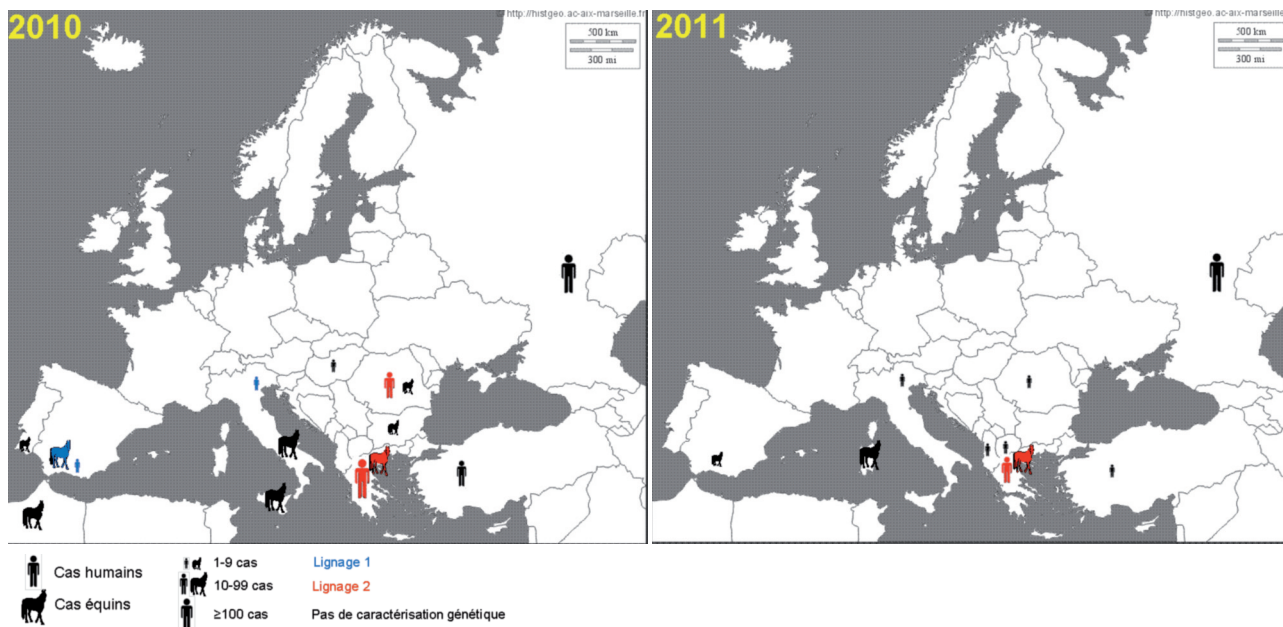 © http://histgeo.ac-aix-marseille.fr
2010
500 km
300 mi
© http://histgeo.ac-aix-marseille.fr
2011
500 km
300 mi
Cas humains
Cas équins
1-9 cas
10-99 cas
≥100 cas
Lignage 1
Lignage 2
Pas de caractérisation génétique